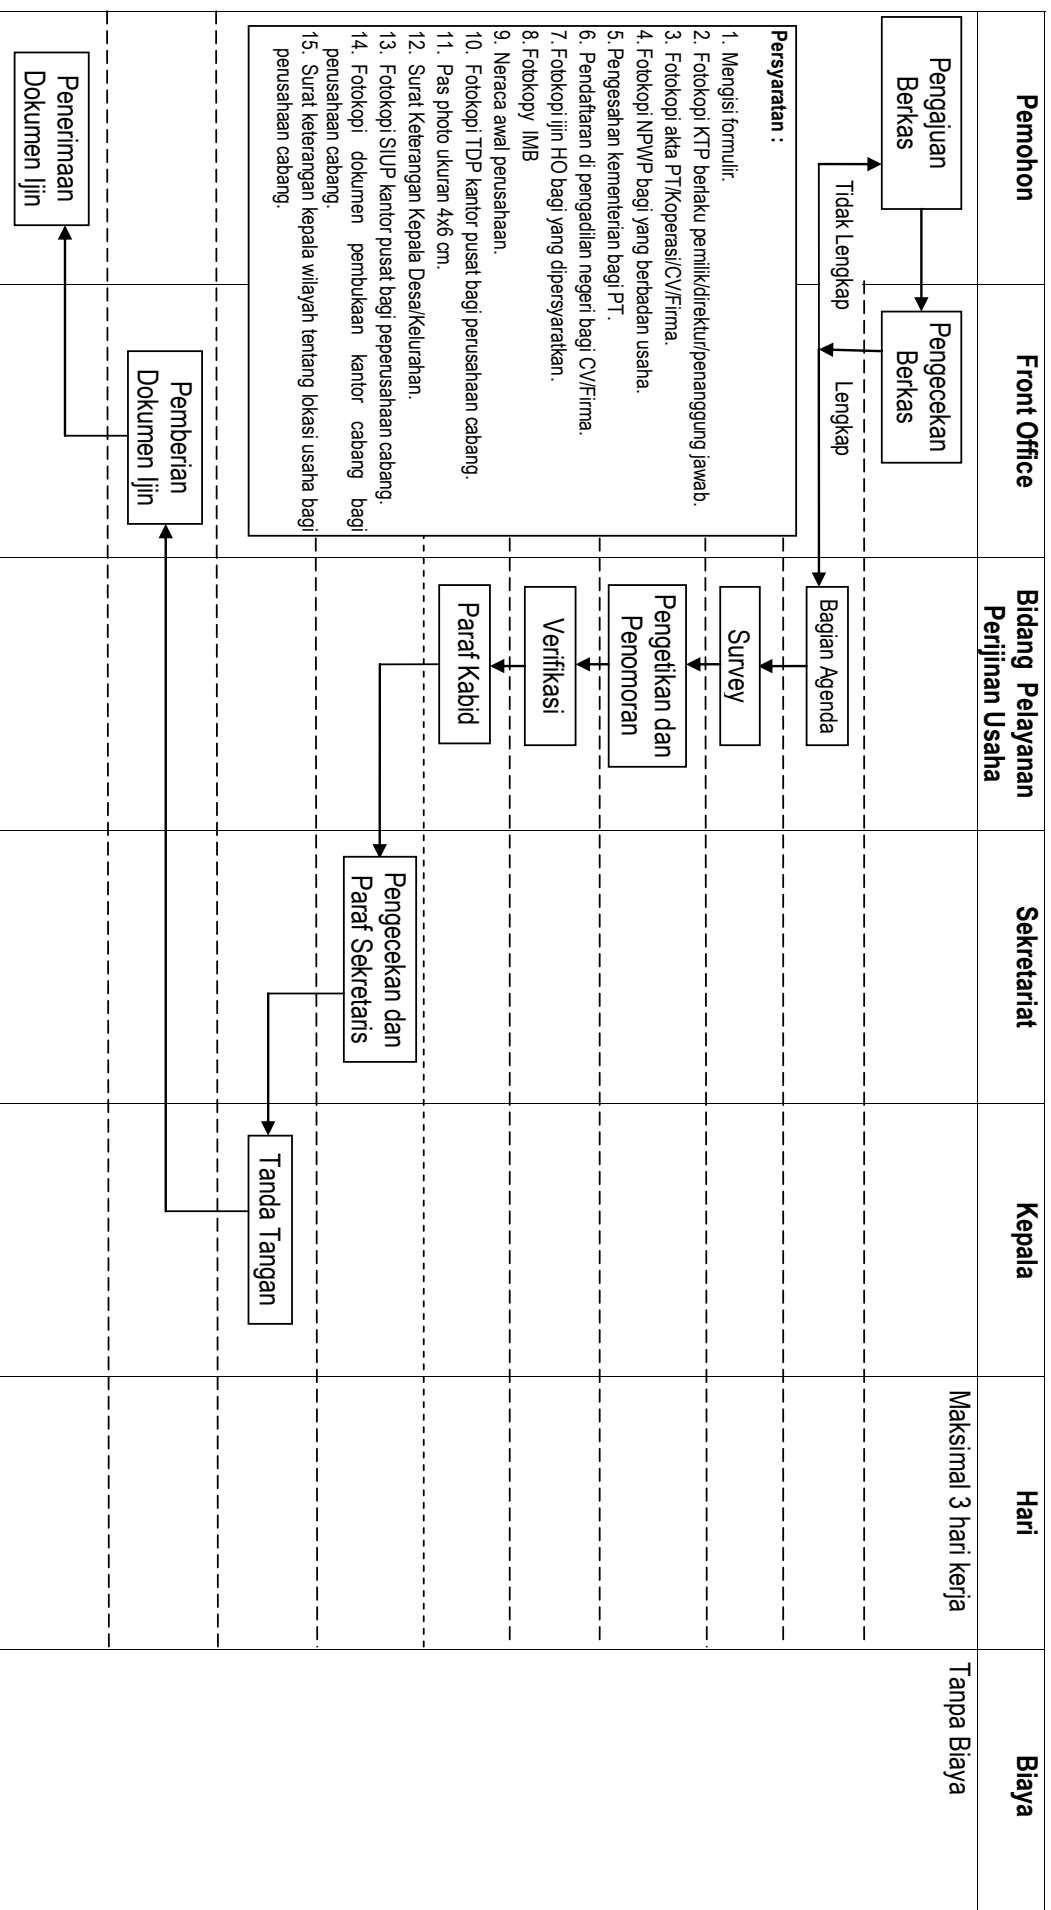 Pemohon
Front Office
Bidang Pelayanan
Perijinan Usaha
Sekretariat
Kepala
Hari
Biaya
Pengajuan
Berkas
Pengecekan
Berkas
Maksimal 3 hari kerja
Tanpa Biaya
Tidak Lengkap
Lengkap
Bagian Agenda
Survey
Pengetikan dan
Penomoran
Verifikasi
Paraf Kabid
Pengecekan dan
Paraf Sekretaris
Tanda Tangan
Pemberian
Dokumen Ijin
Penerimaan
Dokumen Ijin
Persyaratan :
1. Mengisi formulir.
2. Fotokopi KTP berlaku pemilik/direktur/penanggung jawab.
3. Fotokopi akta PT/Koperasi/CV/Firma.
4. Fotokopi NPWP bagi yang berbadan usaha.
5. Pengesahan kementerian bagi PT.
6. Pendaftaran di pengadilan negeri bagi CV/Firma.
7. Fotokopi ijin HO bagi yang dipersyaratkan.
8. Fotokopy IMB
9. Neraca awal perusahaan.
10. Fotokopi TDP kantor pusat bagi perusahaan cabang.
11. Pas photo ukuran 4x6 cm.
12. Surat Keterangan Kepala Desa/Kelurahan.
13. Fotokopi SIUP kantor pusat bagi peperusahaan cabang.
14. Fotokopi dokumen pembukaan kantor cabang bagi
perusahaan cabang.
15. Surat keterangan kepala wilayah tentang lokasi usaha bagi
perusahaan cabang.